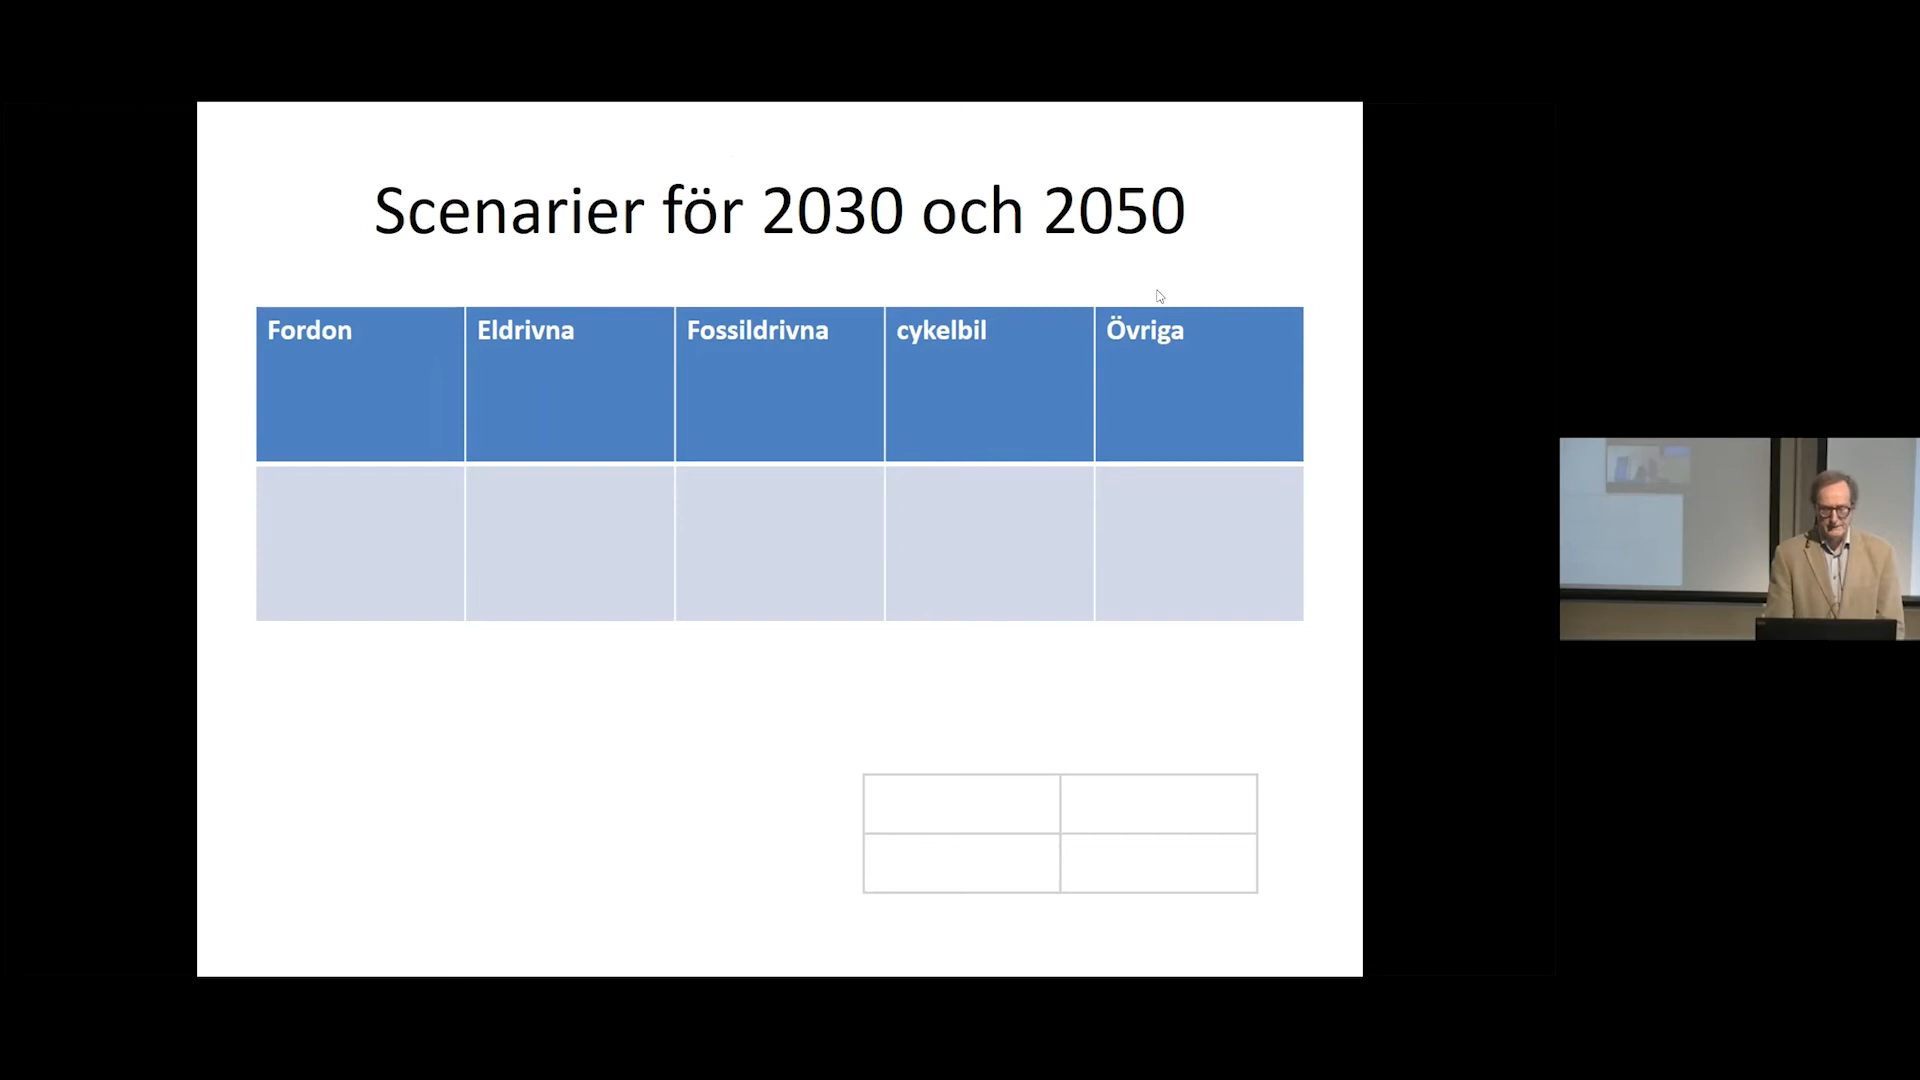 Scenarier för 2030 och 2050
Fordon
Eldrivna
Fossildrivna
cykelbil
Övriga